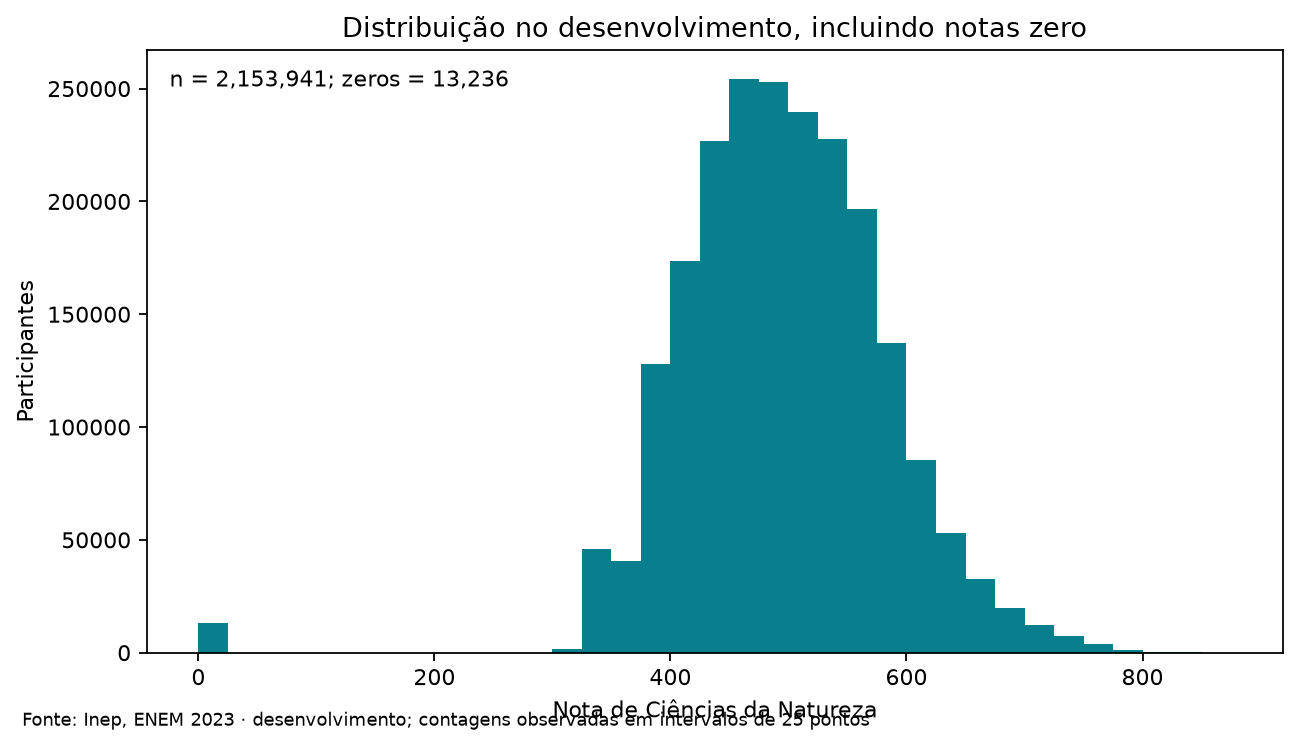 Distribuição no desenvolvimento, incluindo notas zero
n = 2,153,941; zeros = 13,236
250000
200000
150000
100000
50000
0
Participantes
0 200 400 600 800
Nota de Ciências da Natureza
Fonte: Inep, ENEM 2023 · desenvolvimento; contagens observadas em intervalos de 25 pontos